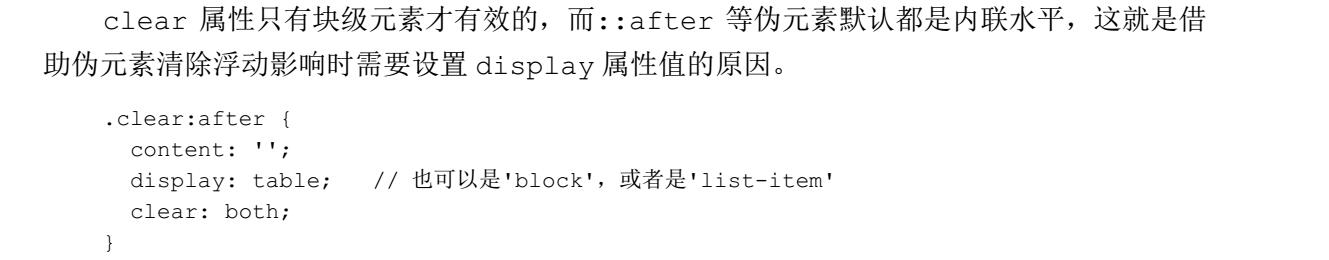 clear 属性只有块级元素才有效的，而::after 等伪元素默认都是内联水平，这就是借
助伪元素清除浮动影响时需要设置 display 属性值的原因。
.clear:after {
  content: '';
  display: table;   // 也可以是'block'，或者是'list-item'
  clear: both;
}